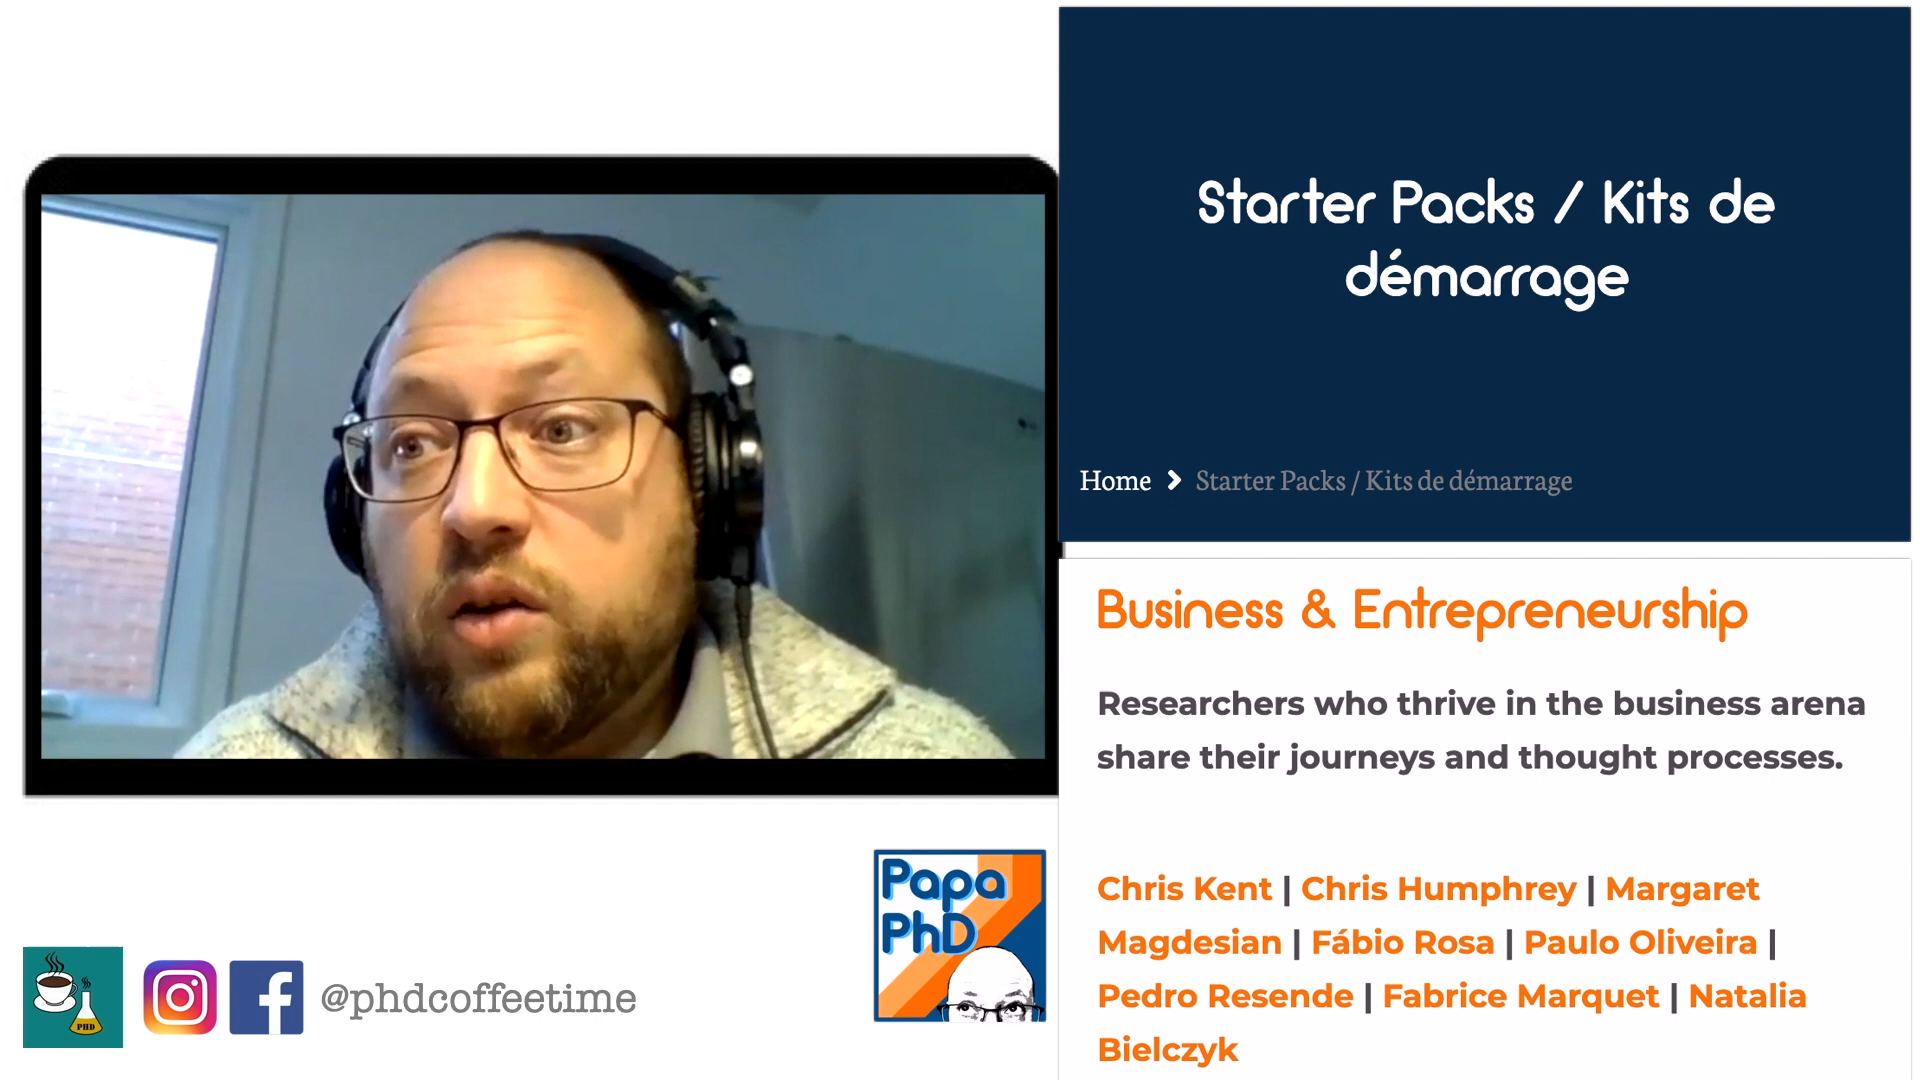 Starter Packs / Kits de
démarrage
Home > Starter Packs / Kits de démarrage
Business & Entrepreneurship
Researchers who thrive in the business arena
share their journeys and thought processes.
Chris Kent | Chris Humphrey | Margaret
Magdesian | Fábio Rosa | Paulo Oliveira |
Pedro Resende | Fabrice Marquet | Natalia
Bielczyk
Papa
PhD
PHD
@phdcoffeetime